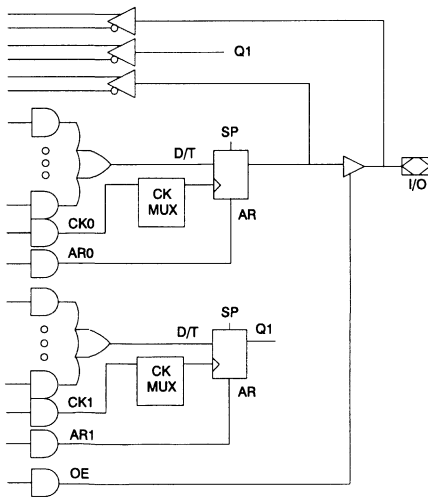 Q1
SP
D/T
CK0
CK
MUX
AR
AR0
I/O
SP
Q1
D/T
CK
MUX
CK1
AR
AR1
OE